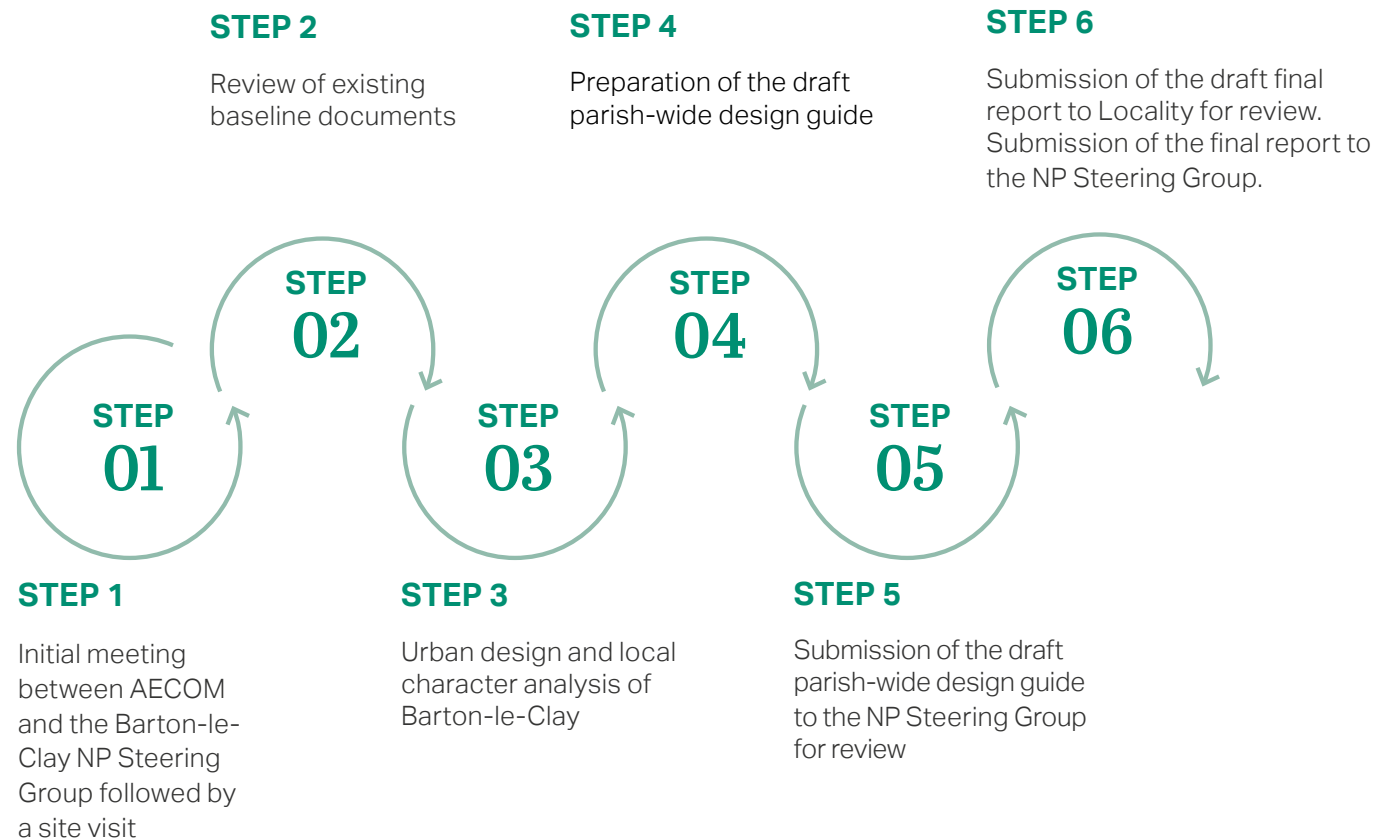 STEP 2
Review of existing
baseline documents
STEP 4
Preparation of the draft
parish-wide design guide
STEP 6
Submission of the draft final
report to Locality for review.
Submission of the final report to
the NP Steering Group.
STEP
01
STEP
02
STEP
03
STEP
04
STEP
05
STEP
06
STEP 1
Initial meeting
between AECOM
and the Barton-le-
Clay NP Steering
Group followed by
a site visit
STEP 3
Urban design and local
character analysis of
Barton-le-Clay
STEP 5
Submission of the draft
parish-wide design guide
to the NP Steering Group
for review